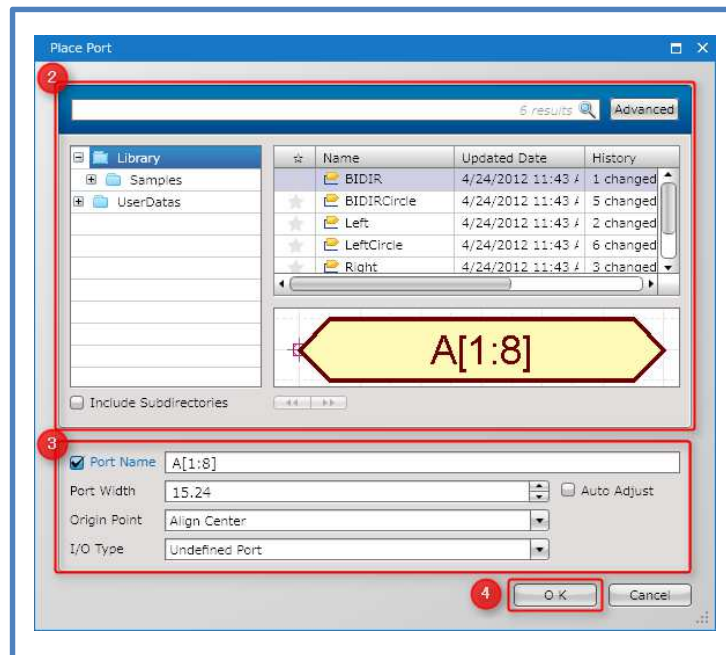 Place Port
2
6 results Advanced
Library
Samples
UserDatas
Name Updated Date History
BIDIR 4/24/2012 11:43 1 changed
BIDIRCircle 4/24/2012 11:43 5 changed
Left 4/24/2012 11:43 2 changed
LeftCircle 4/24/2012 11:43 6 changed
Right 4/24/2012 11:43 3 changed
A[1:8]
Include Subdirectories
3
Port Name A[1:8]
Port Width 15.24 Auto Adjust
Origin Point Align Center
I/O Type Undefined Port
4 OK Cancel